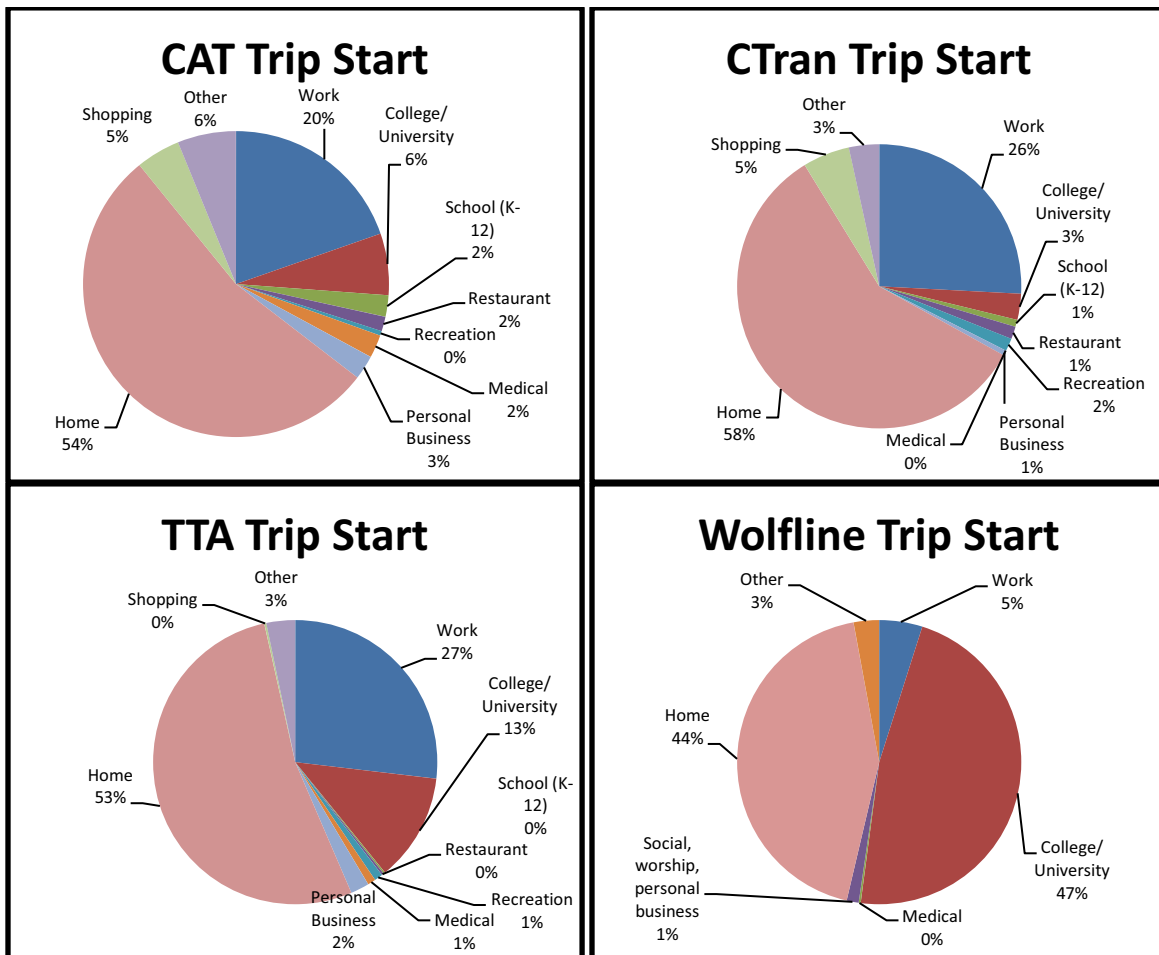 CAT Trip Start
Work
20%
College/
University
6%
School (K-
12)
2%
Restaurant
2%
Recreation
0%
Medical
2%
Personal
Business
3%
Home
54%
Shopping
5%
Other
6%
CTran Trip Start
Work
26%
College/
University
3%
School
(K-12)
1%
Restaurant
1%
Recreation
2%
Personal
Business
1%
Medical
0%
Home
58%
Shopping
5%
Other
3%
TTA Trip Start
Work
27%
College/
University
13%
School (K-
12)
0%
Restaurant
0%
Recreation
1%
Medical
1%
Personal
Business
2%
Home
53%
Shopping
0%
Other
3%
Wolfline Trip Start
Work
5%
College/
University
47%
Medical
0%
Social,
worship,
personal
business
1%
Home
44%
Other
3%